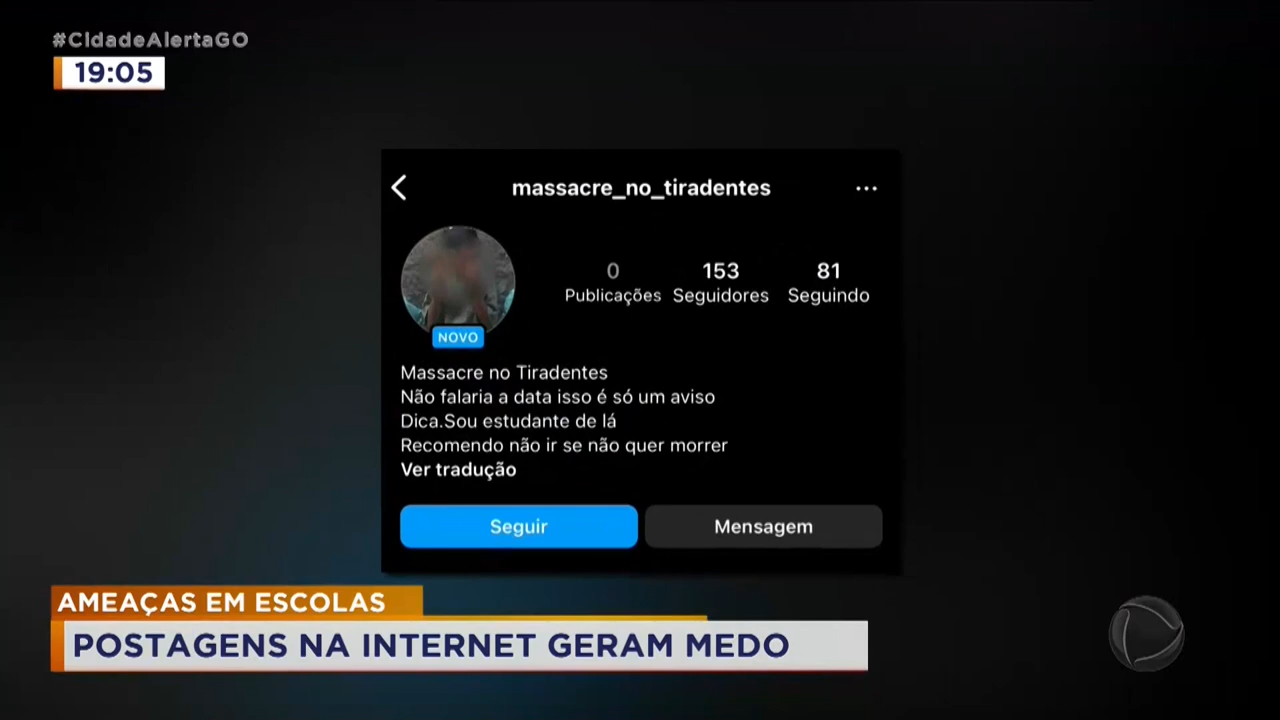 #CidadeAlertaGO
19:05
massacre_no_tiradentes
0
153
81
Publicações
Seguidores
Seguindo
NOVO
Massacre no Tiradentes
Não falaria a data isso é só um aviso
Dica.Sou estudante de lá
Recomendo não ir se não quer morrer
Ver tradução
Seguir
Mensagem
AMEAÇAS EM ESCOLAS
POSTAGENS NA INTERNET GERAM MEDO